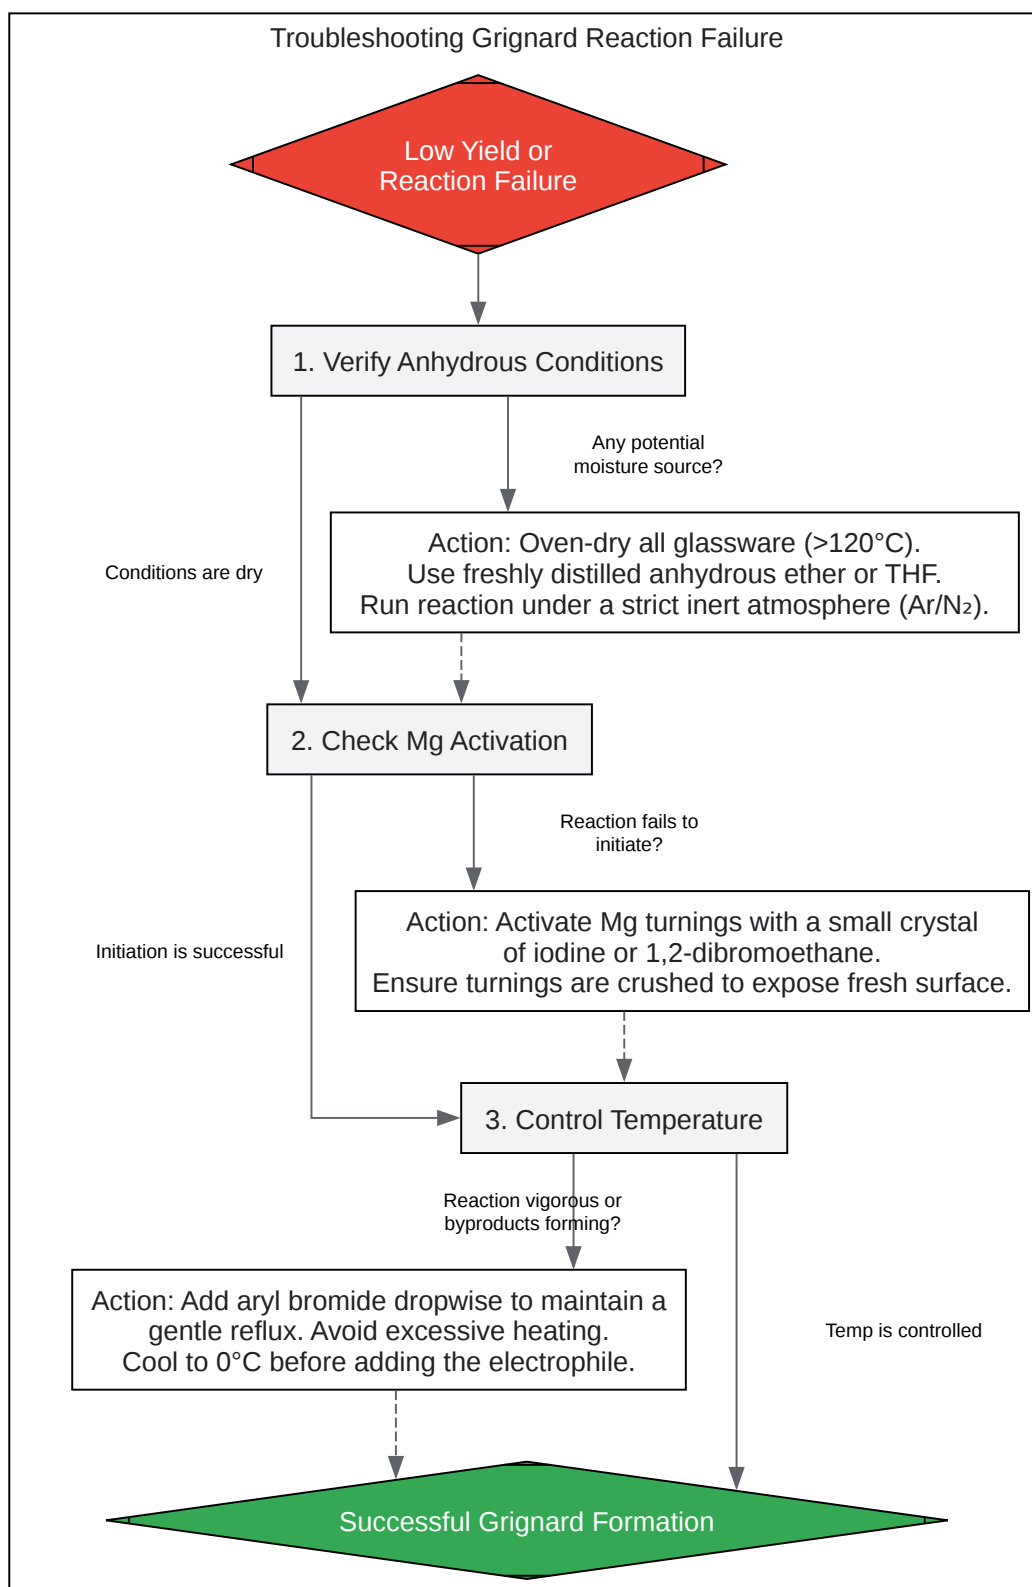 Troubleshooting Grignard Reaction Failure
Low Yield or
Reaction Failure
1. Verify Anhydrous Conditions
Any potential
moisture source?
Conditions are dry
Action: Oven-dry all glassware (>120°C).
Use freshly distilled anhydrous ether or THF.
Run reaction under a strict inert atmosphere (Ar/N₂).
2. Check Mg Activation
Reaction fails to
initiate?
Initiation is successful
Action: Activate Mg turnings with a small crystal
of iodine or 1,2-dibromoethane.
Ensure turnings are crushed to expose fresh surface.
3. Control Temperature
Reaction vigorous or
byproducts forming?
Action: Add aryl bromide dropwise to maintain a
gentle reflux. Avoid excessive heating.
Cool to 0°C before adding the electrophile.
Temp is controlled
Successful Grignard Formation